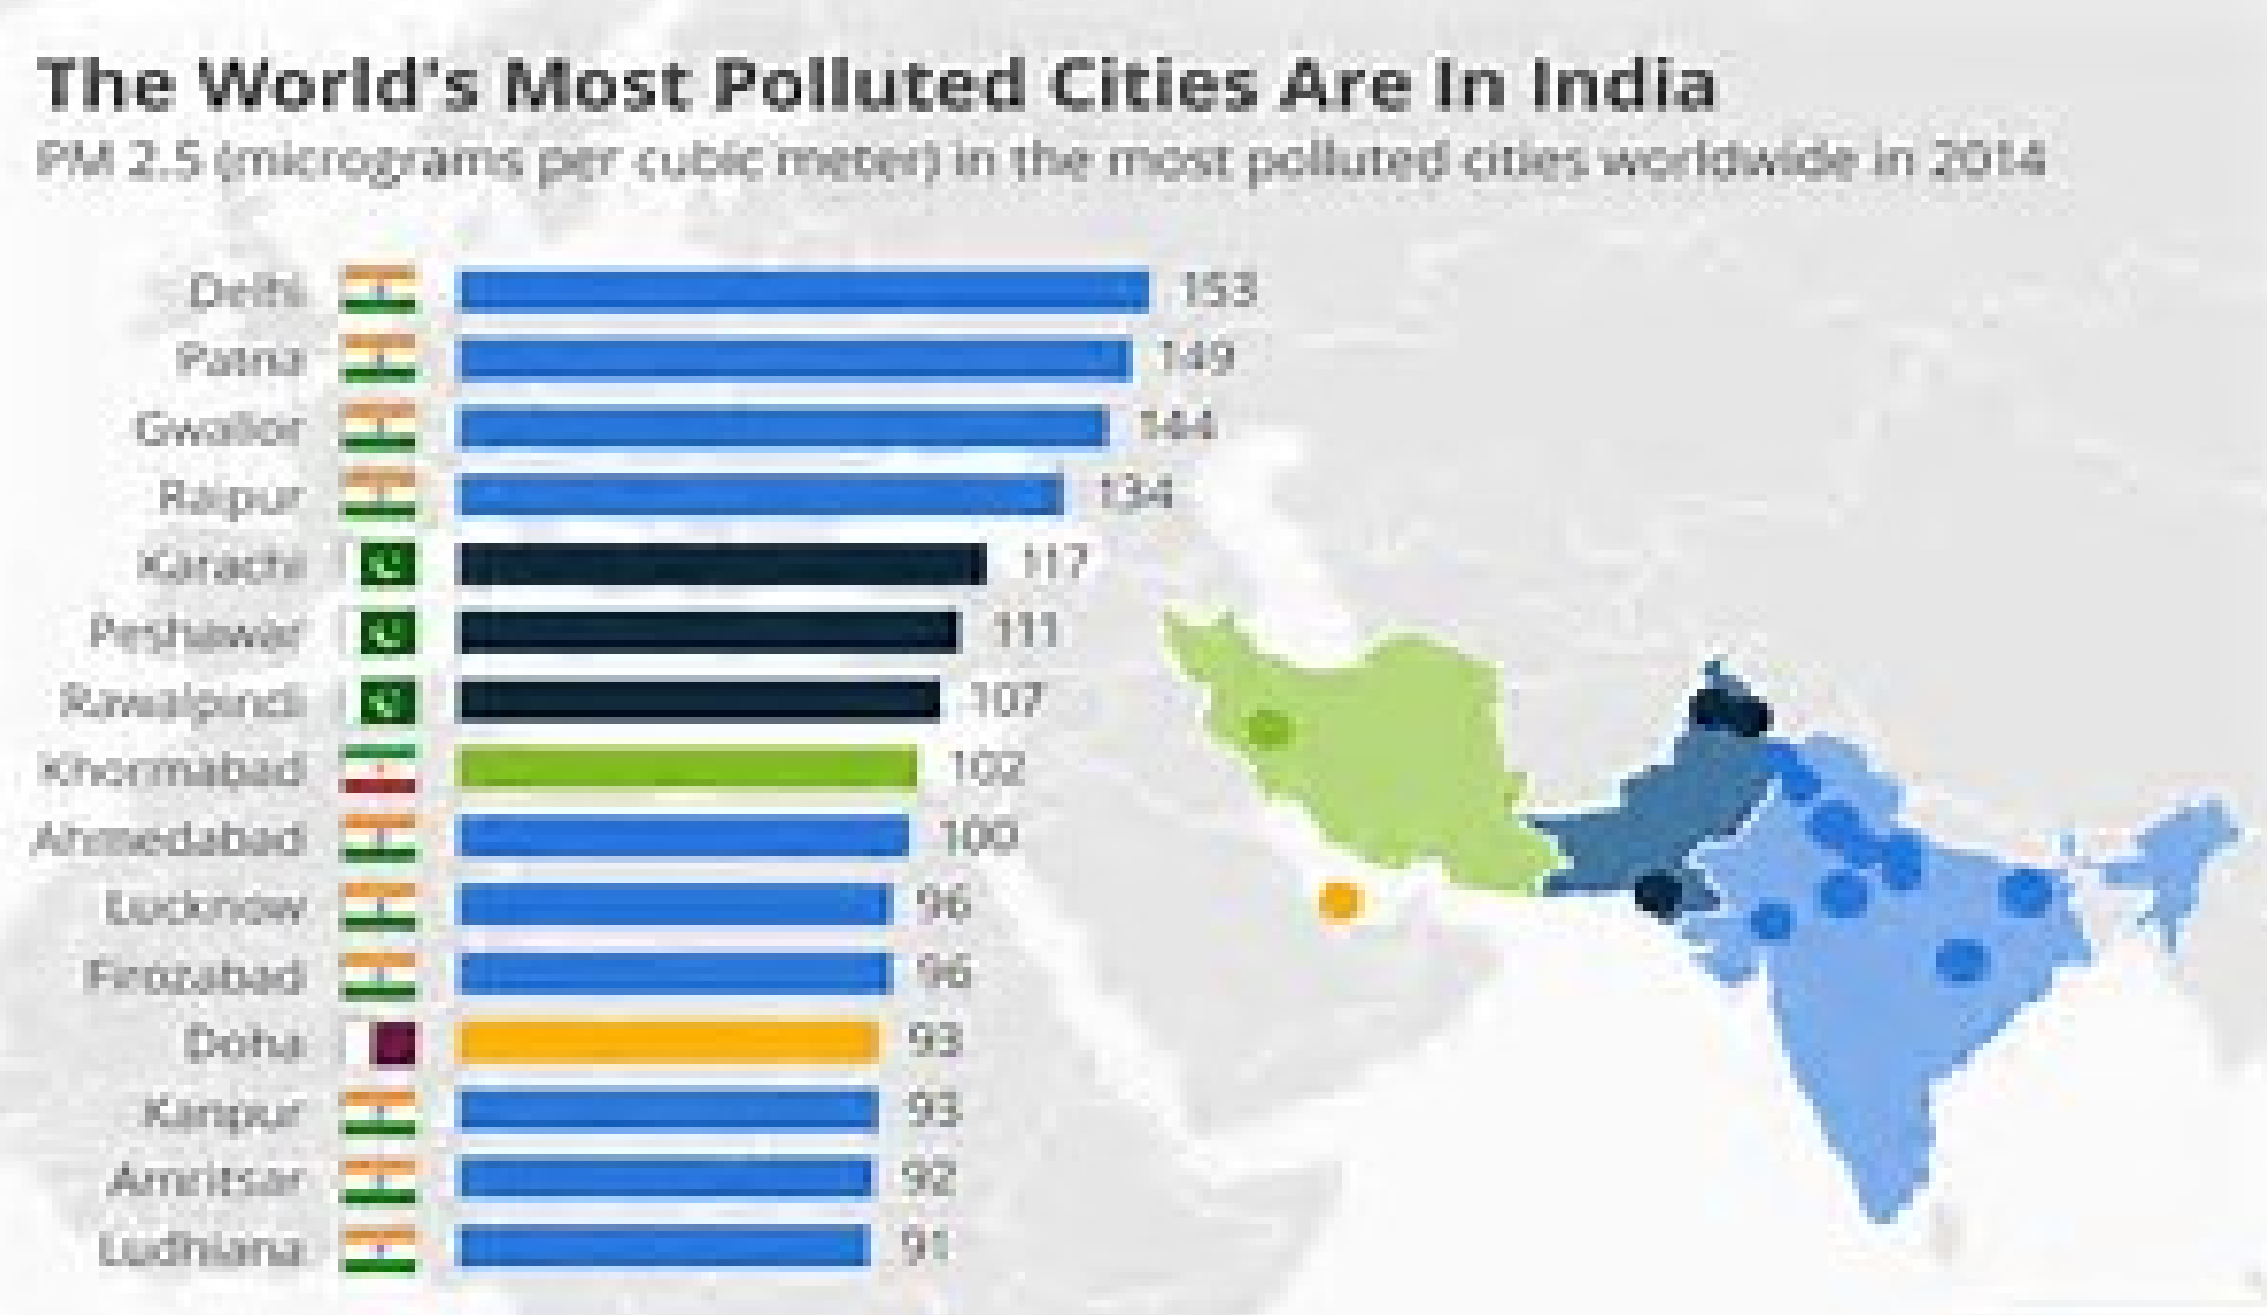 The World's Most Polluted Cities Are In India
PM 2.5 (micrograms per cubic meter) in the most polluted cities worldwide in 2014
Delhi 153
Patna 149
Gwalior 144
Raipur 134
Karachi 117
Peshawar 111
Rawalpindi 107
Khormabad 102
Ahmedabad 100
Lucknow 96
Firozabad 96
Doha 93
Kanpur 93
Amritsar 92
Ludhiana 91